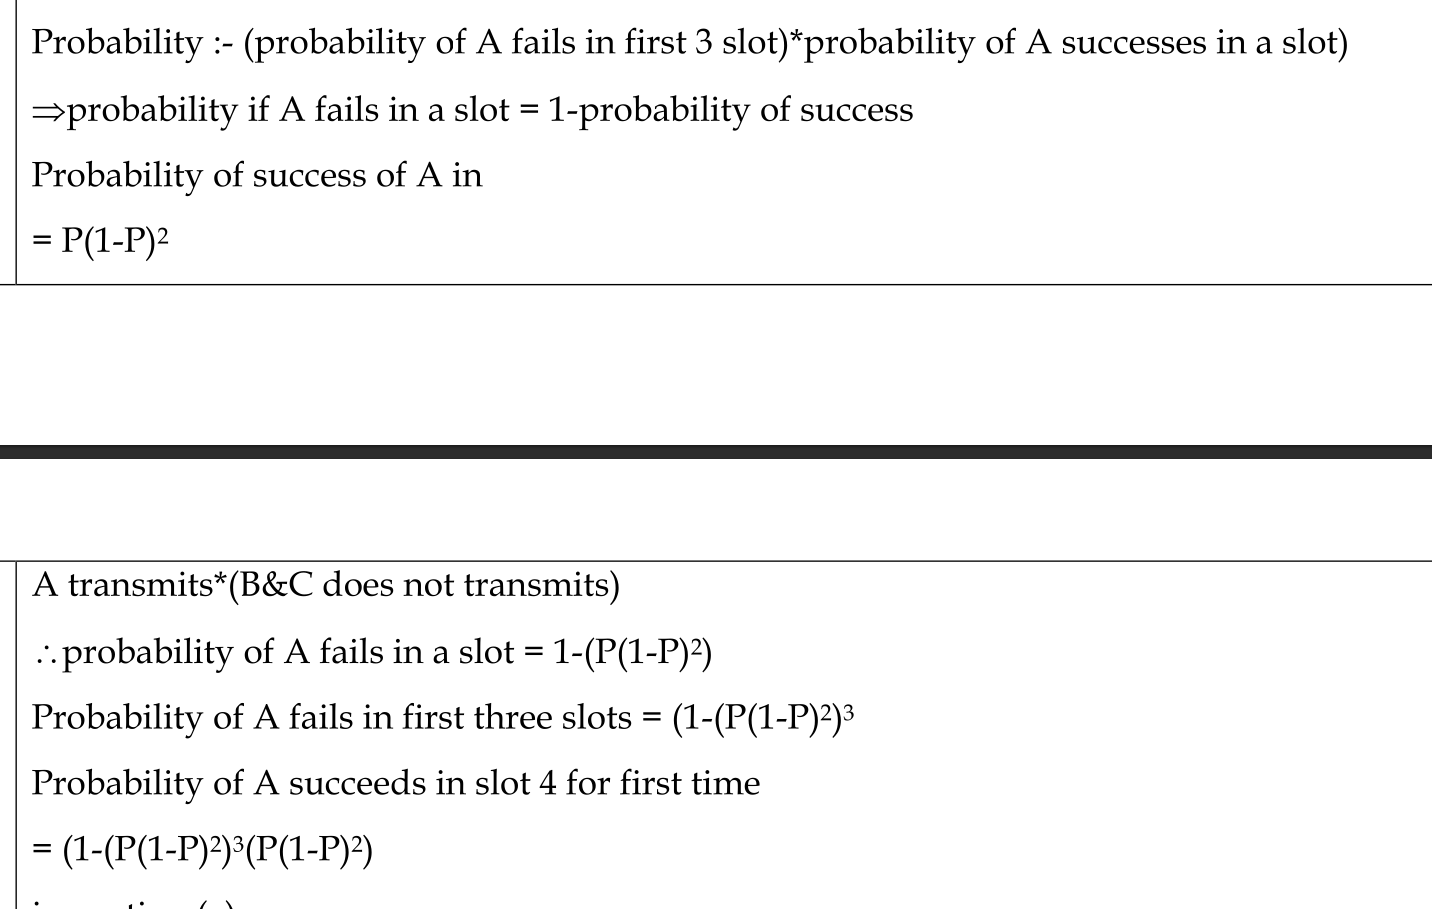 Probability :- (probability of A fails in first 3 slot)*probability of A successes in a slot)
⇒probability if A fails in a slot = 1-probability of success
Probability of success of A in
= P(1-P)²
A transmits*(B&C does not transmits)
∴probability of A fails in a slot = 1-(P(1-P)²)
Probability of A fails in first three slots = (1-(P(1-P)²)³
Probability of A succeeds in slot 4 for first time
= (1-(P(1-P)²)³(P(1-P)²)